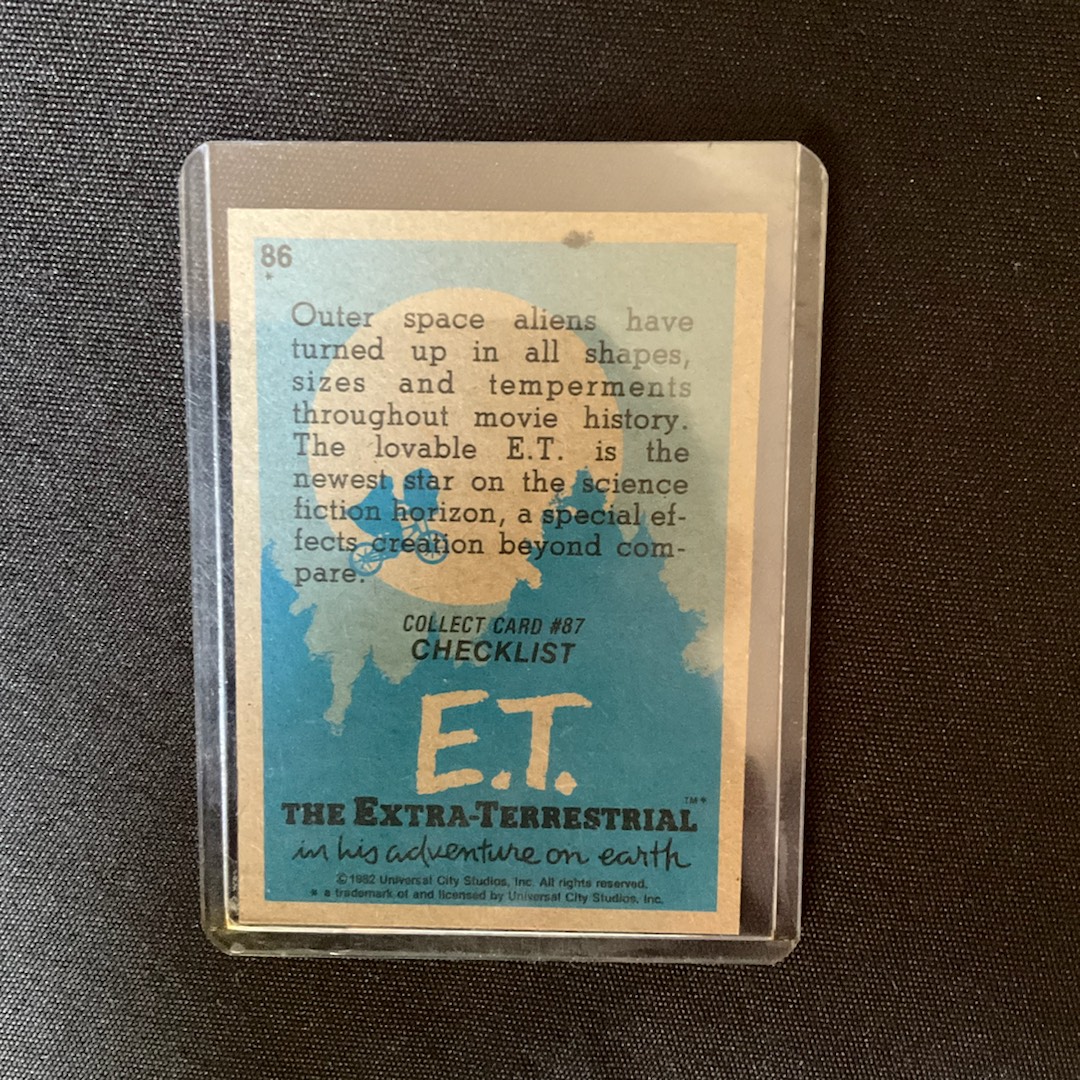 86
Outer space aliens have
turned up in all shapes,
sizes and temperments
throughout movie history.
The lovable E.T. is the
newest star on the science
fiction horizon, a special ef-
fects creation beyond com-
pare.
COLLECT CARD #87
CHECKLIST
E.T.
THE EXTRA-TERRESTRIAL™*
in his adventure on earth
© 1982 Universal City Studios, Inc. All rights reserved.
* a trademark of and licensed by Universal City Studios, Inc.